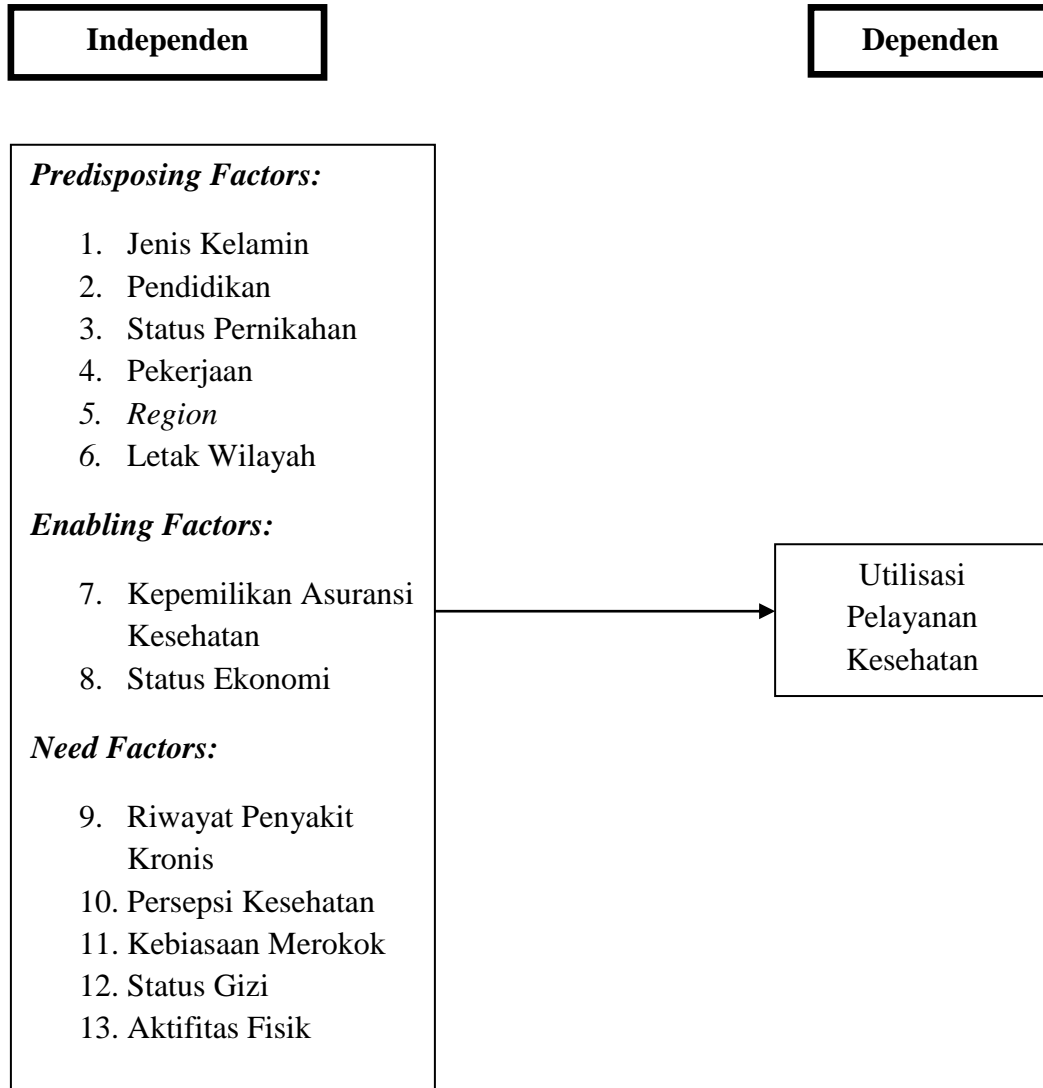 Independen
Dependen
Predisposing Factors:
1. Jenis Kelamin
2. Pendidikan
3. Status Pernikahan
4. Pekerjaan
5. Region
6. Letak Wilayah
Enabling Factors:
7. Kepemilikan Asuransi
Kesehatan
8. Status Ekonomi
Need Factors:
9. Riwayat Penyakit
Kronis
10. Persepsi Kesehatan
11. Kebiasaan Merokok
12. Status Gizi
13. Aktifitas Fisik
Utilisasi
Pelayanan
Kesehatan